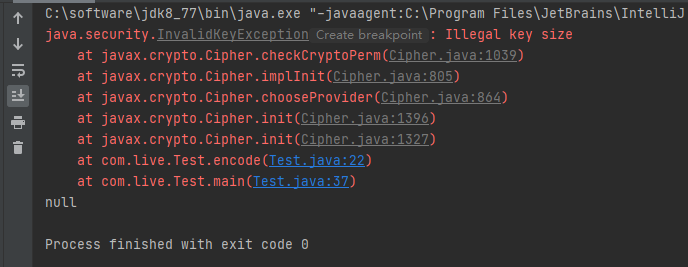 C:\software\jdk8_77\bin\java.exe "-javaagent:C:\Program Files\JetBrains\IntelliJ
java.security.InvalidKeyException Create breakpoint : Illegal key size
at javax.crypto.Cipher.checkCryptoPerm(Cipher.java:1039)
at javax.crypto.Cipher.implInit(Cipher.java:805)
at javax.crypto.Cipher.chooseProvider(Cipher.java:864)
at javax.crypto.Cipher.init(Cipher.java:1396)
at javax.crypto.Cipher.init(Cipher.java:1327)
at com.live.Test.encode(Test.java:22)
at com.live.Test.main(Test.java:37)
null
Process finished with exit code 0